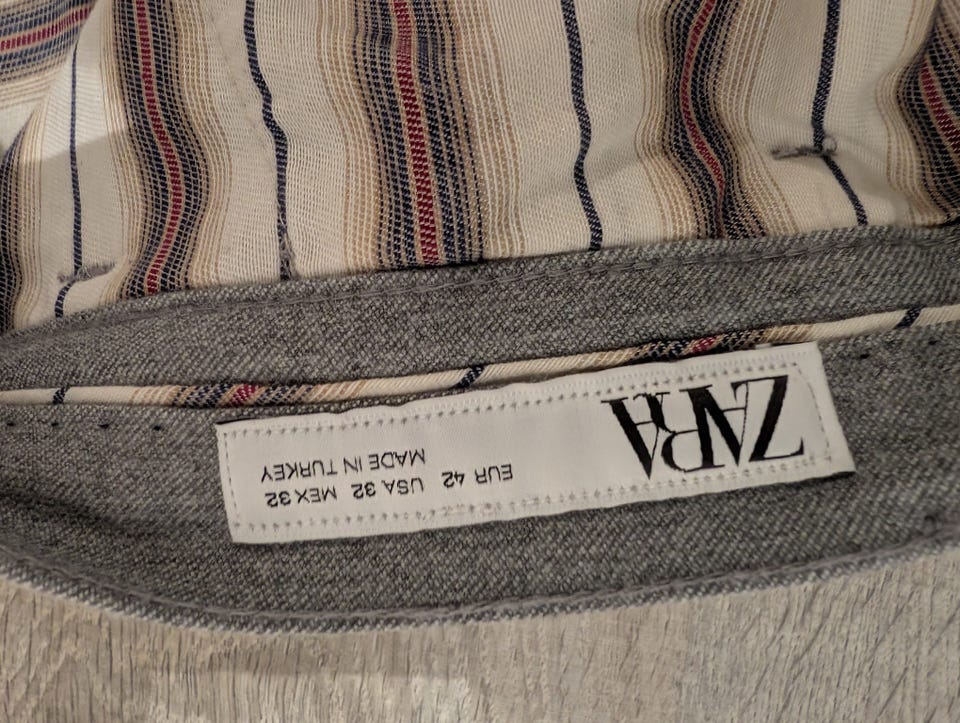 ZARA
EUR 42
USA 32 MEX 32
MADE IN TURKEY